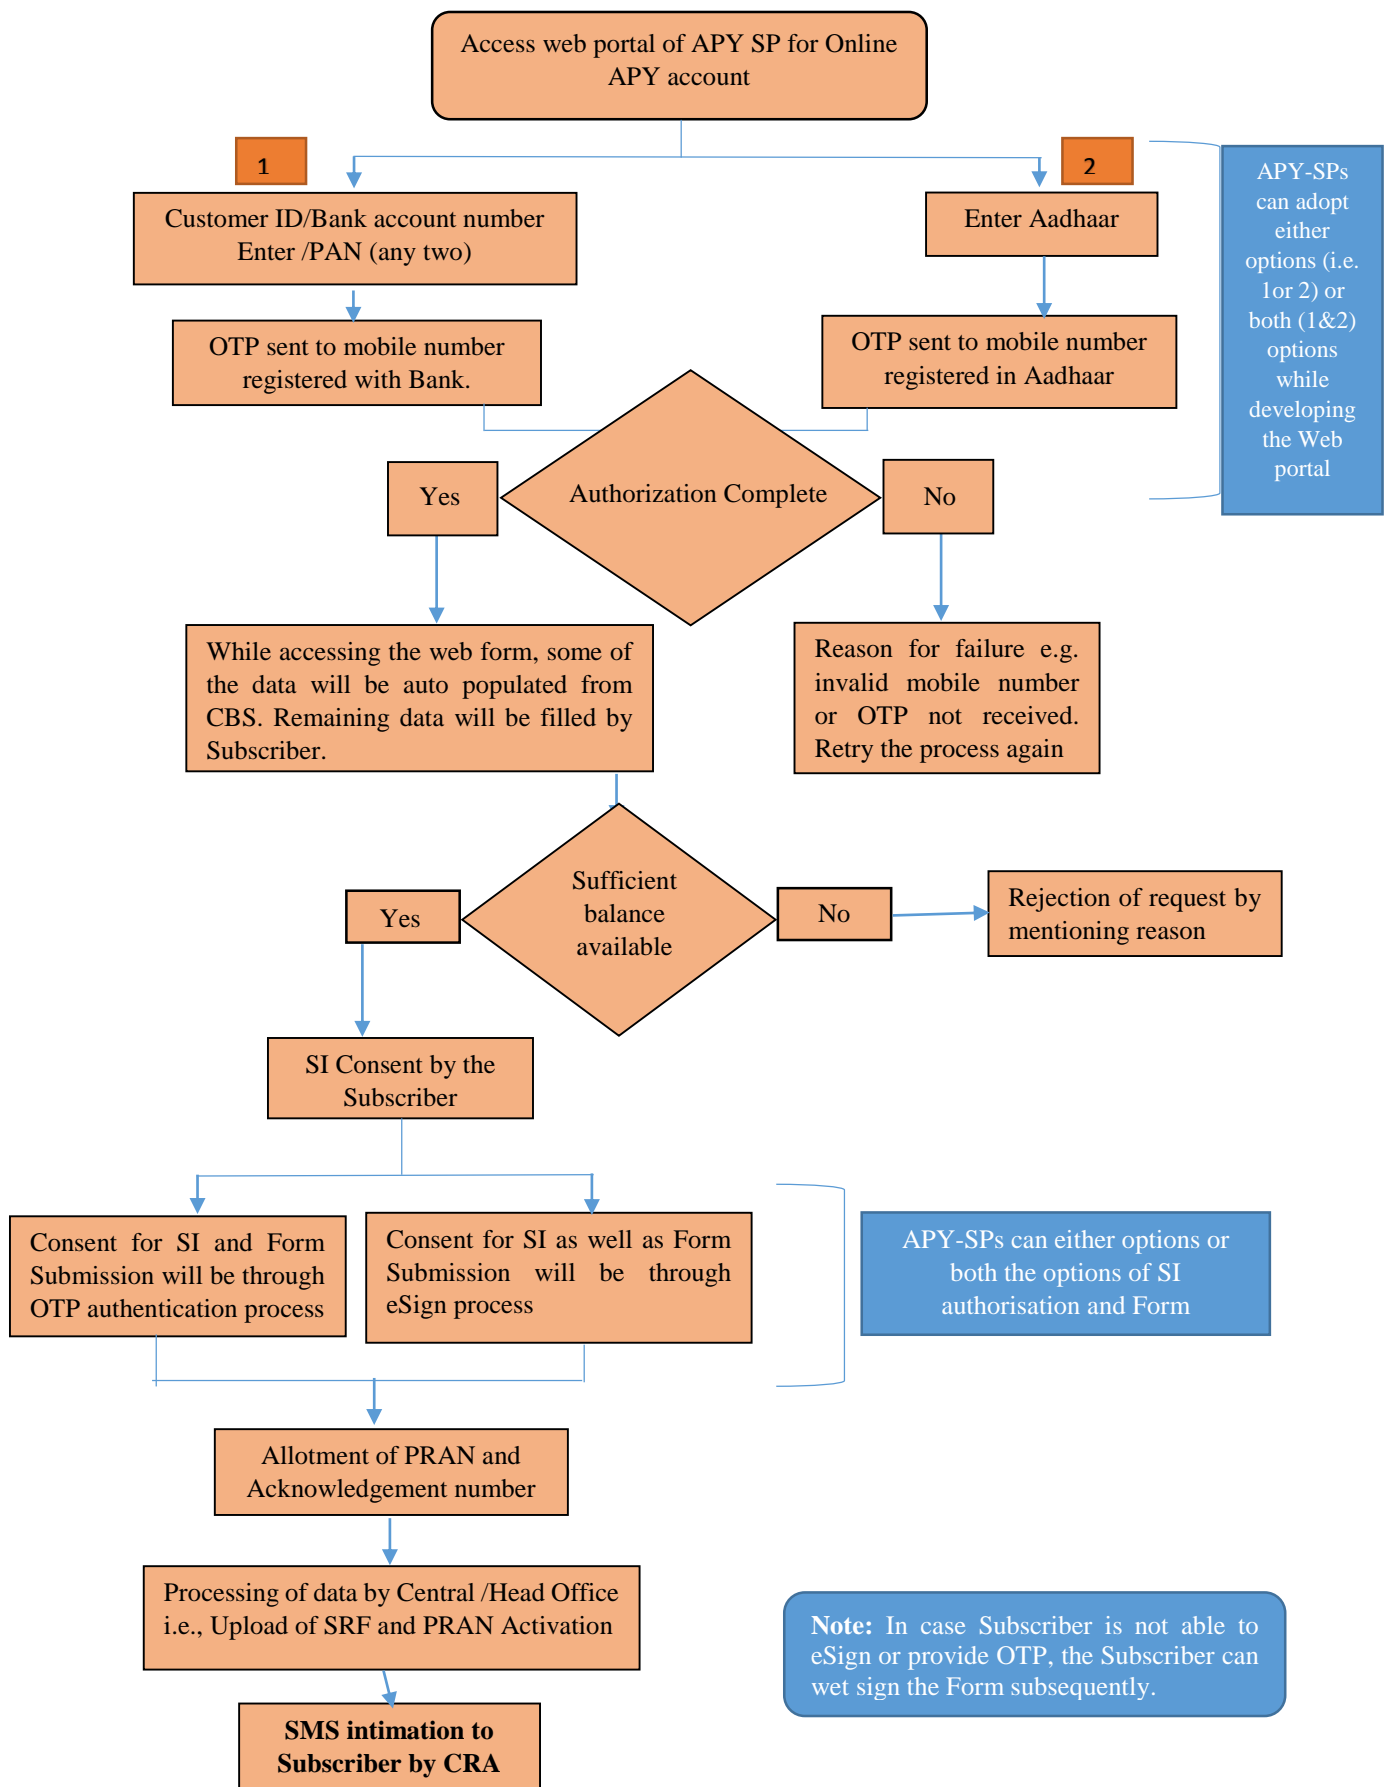 Access web portal of APY SP for Online
APY account
1
2
Customer ID/Bank account number
Enter /PAN (any two)
Enter Aadhaar
APY-SPs
can adopt
either
options (i.e.
1or 2) or
both (1&2)
options
while
developing
the Web
portal
OTP sent to mobile number
registered with Bank.
OTP sent to mobile number
registered in Aadhaar
Yes
Authorization Complete
No
While accessing the web form, some of
the data will be auto populated from
CBS. Remaining data will be filled by
Subscriber.
Reason for failure e.g.
invalid mobile number
or OTP not received.
Retry the process again
Yes
Sufficient
balance
available
No
Rejection of request by
mentioning reason
SI Consent by the
Subscriber
Consent for SI and Form
Submission will be through
OTP authentication process
Consent for SI as well as Form
Submission will be through
eSign process
APY-SPs can either options or
both the options of SI
authorisation and Form
Allotment of PRAN and
Acknowledgement number
Processing of data by Central /Head Office
i.e., Upload of SRF and PRAN Activation
Note: In case Subscriber is not able to
eSign or provide OTP, the Subscriber can
wet sign the Form subsequently.
SMS intimation to
Subscriber by CRA